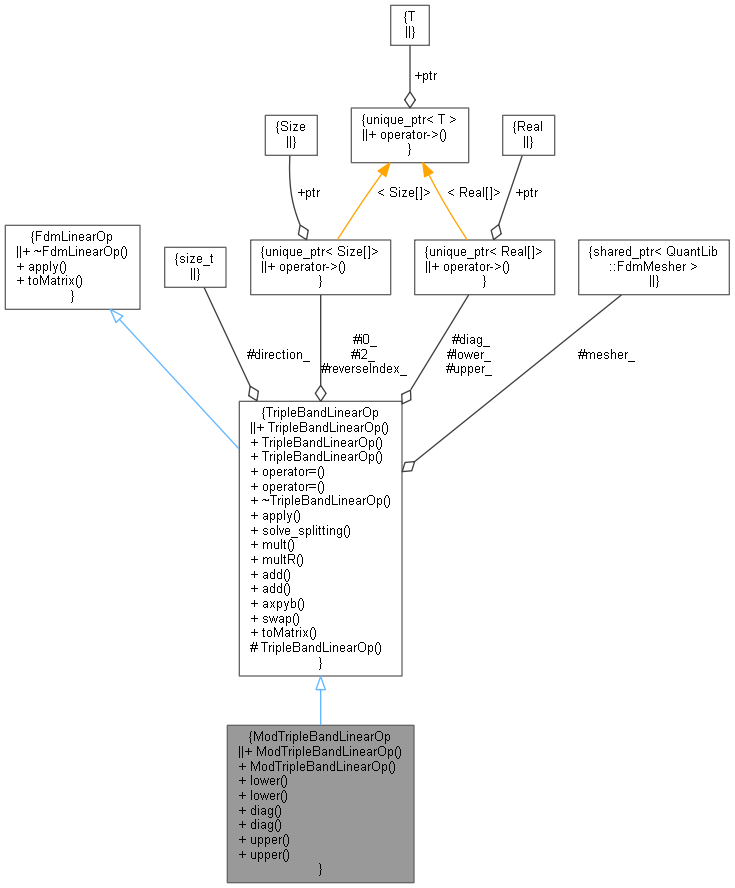 {T
||}
+ptr
{unique_ptr< T >
||+ operator->()
}
{Size
||}
{Real
||}
+ptr
< Size[]>
< Real[]>
+ptr
{FdmLinearOp
||+ ~FdmLinearOp()
+ apply()
+ toMatrix()
}
{size_t
||}
{unique_ptr< Size[]>
||+ operator->()
}
{unique_ptr< Real[]>
||+ operator->()
}
{shared_ptr< QuantLib
::FdmMesher >
||}
#direction_
#i0_
#i2_
#reverseIndex_
#diag_
#lower_
#upper_
#mesher_
{TripleBandLinearOp
||+ TripleBandLinearOp()
+ TripleBandLinearOp()
+ TripleBandLinearOp()
+ operator=()
+ operator=()
+ ~TripleBandLinearOp()
+ apply()
+ solve_splitting()
+ mult()
+ multR()
+ add()
+ add()
+ axpyb()
+ swap()
+ toMatrix()
# TripleBandLinearOp()
}
{ModTripleBandLinearOp
||+ ModTripleBandLinearOp()
+ ModTripleBandLinearOp()
+ lower()
+ lower()
+ diag()
+ diag()
+ upper()
+ upper()
}